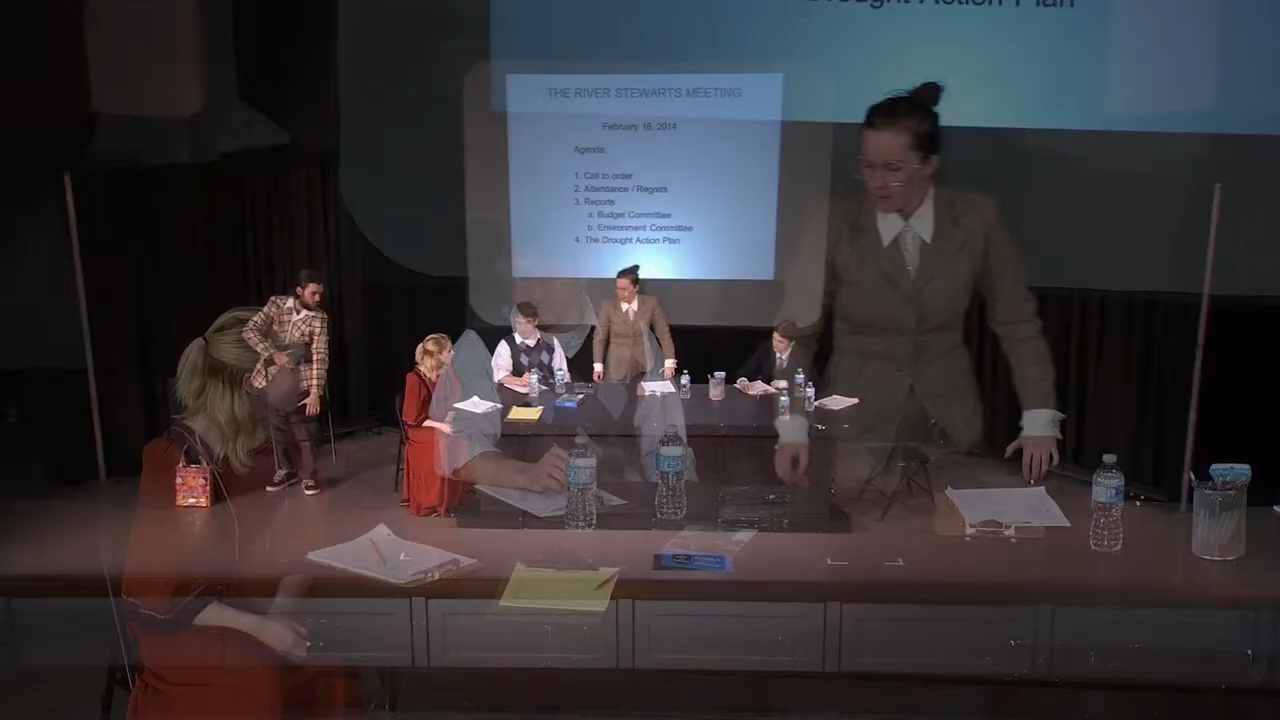 Drought Action Plan
THE RIVER STEWARTS MEETING
February 16, 2014
Agenda:
1. Call to order
2. Attendance / Regrets
3. Reports
a. Budget Committee
b. Environment Committee
4. The Drought Action Plan